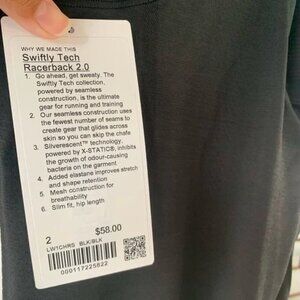 WHY WE MADE THIS
Swiftly Tech
Racerback 2.0
1. Go ahead, get sweaty. The
Swiftly Tech collection,
powered by seamless
construction, is the ultimate
gear for running and training
2. Our seamless construction uses
the fewest number of seams to
create gear that glides across
skin so you can skip the chafe
3. Silverescent™ technology,
powered by X-STATIC®, inhibits
the growth of odour-causing
bacteria on the garment
4. Added elastane improves stretch
and shape retention
5. Mesh construction for
breathability
6. Slim fit, hip length
2 $58.00
LW1CHRS BLK/BLK
000117225822